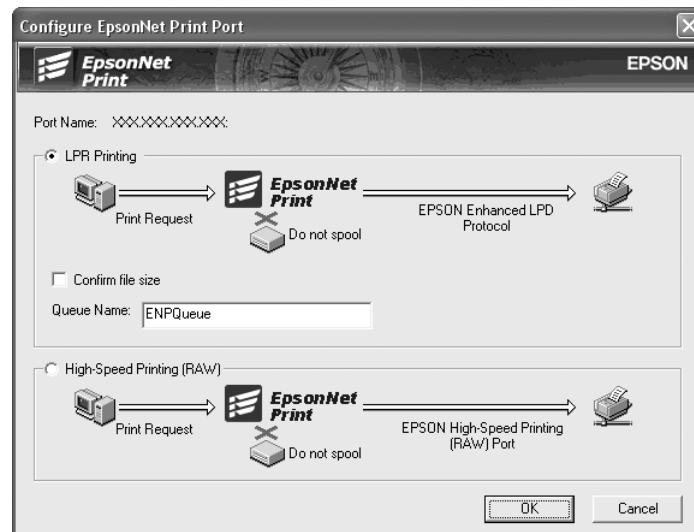 Configure EpsonNet Print Port
EpsonNet
Print
EPSON
Port Name: XXX.XXX.XXX.XXX:
LPR Printing
Print Request
EpsonNet
Print
Do not spool
EPSON Enhanced LPD
Protocol
Confirm file size
Queue Name: ENPQueue
High-Speed Printing (RAW)
Print Request
EpsonNet
Print
Do not spool
EPSON High-Speed Printing
(RAW) Port
OK
Cancel